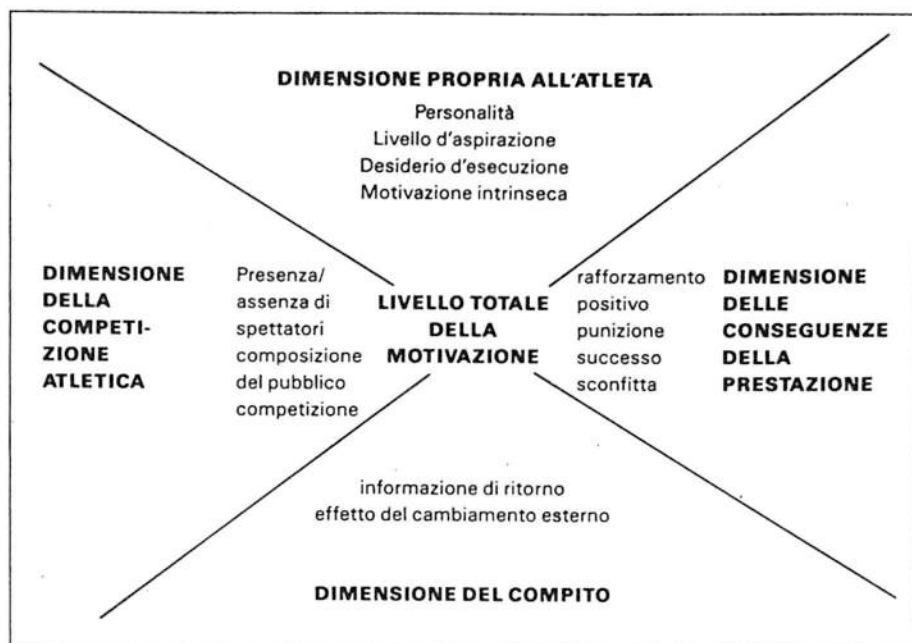 DIMENSIONE PROPRIA ALL'ATLETA
Personalità
Livello d'aspirazione
Desiderio d'esecuzione
Motivazione intrinseca
DIMENSIONE
DELLA
COMPETI-
ZIONE
ATLETICA
Presenza/
assenza di
spettatori
composizione
del pubblico
competizione
LIVELLO TOTALE
DELLA
MOTIVAZIONE
rafforzamento
positivo
punizione
successo
sconfitta
DIMENSIONE
DELLE
CONSEGUENZE
DELLA
PRESTAZIONE
informazione di ritorno
effetto del cambiamento esterno
DIMENSIONE DEL COMPITO